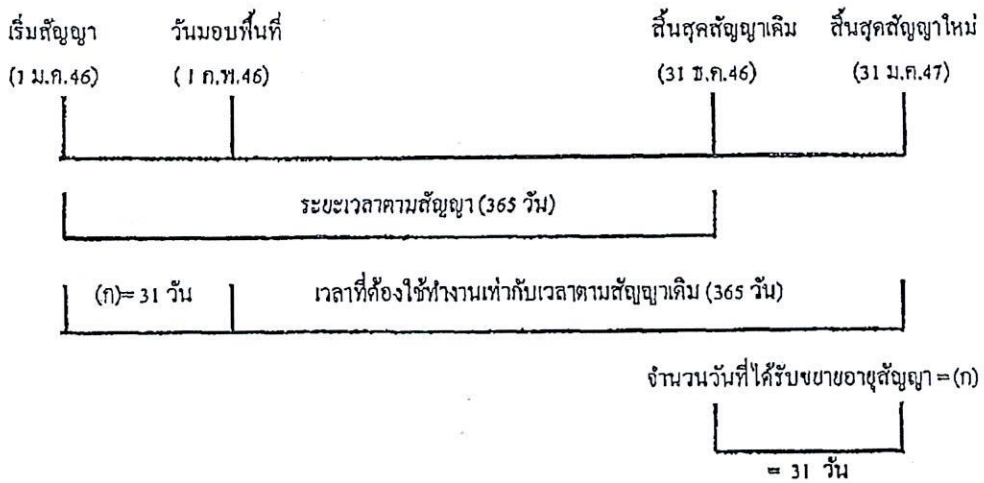 เริ่มสัญญา วันมอบพื้นที่ สิ้นสุดสัญญาเดิม สิ้นสุดสัญญาใหม่
(1 ม.ค.46) (1 ก.พ.46) (31 ธ.ค.46) (31 ม.ค.47)
ระยะเวลาตามสัญญา (365 วัน)
(ก)= 31 วัน เวลาที่ต้องใช้ทำงานเท่ากับเวลาตามสัญญาเดิม (365 วัน)
จำนวนวันที่ได้รับขยายอายุสัญญา = (ก)
= 31 วัน